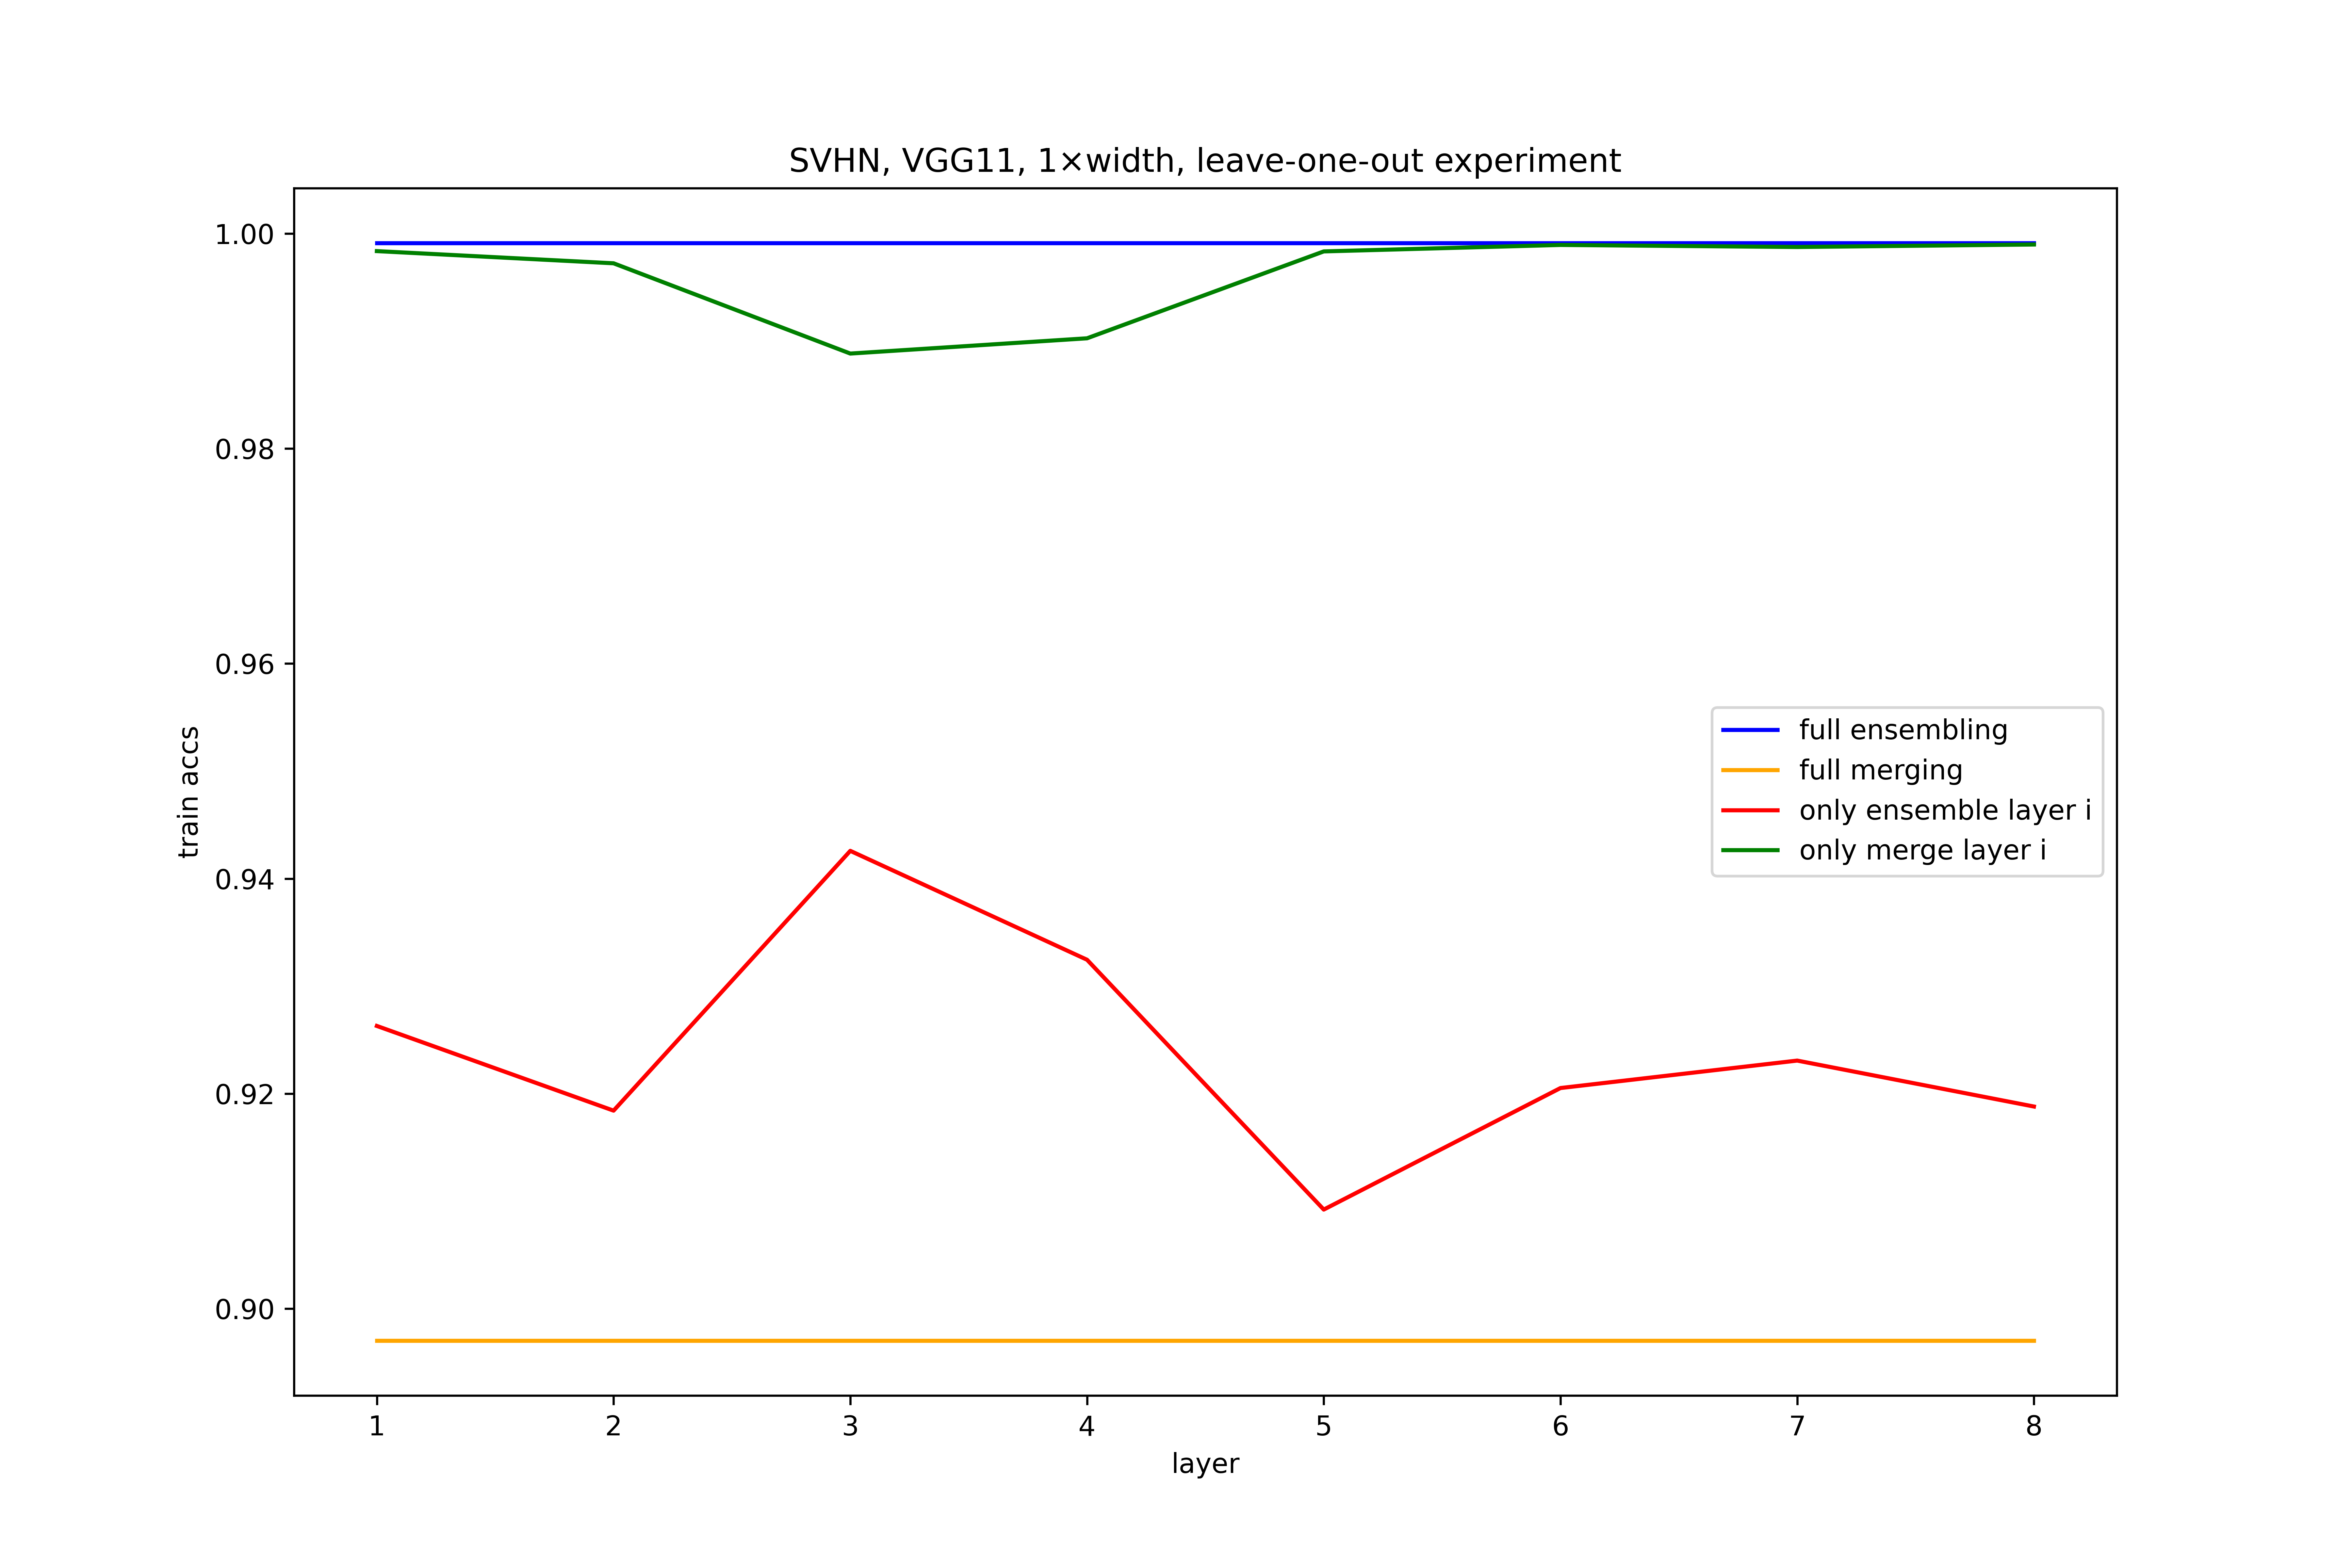 SVHN, VGG11, 1×width, leave-one-out experiment
1.00
0.98
0.96
0.94
0.92
0.90
train accs
full ensembling
full merging
only ensemble layer i
only merge layer i
1 2 3 4 5 6 7 8
layer